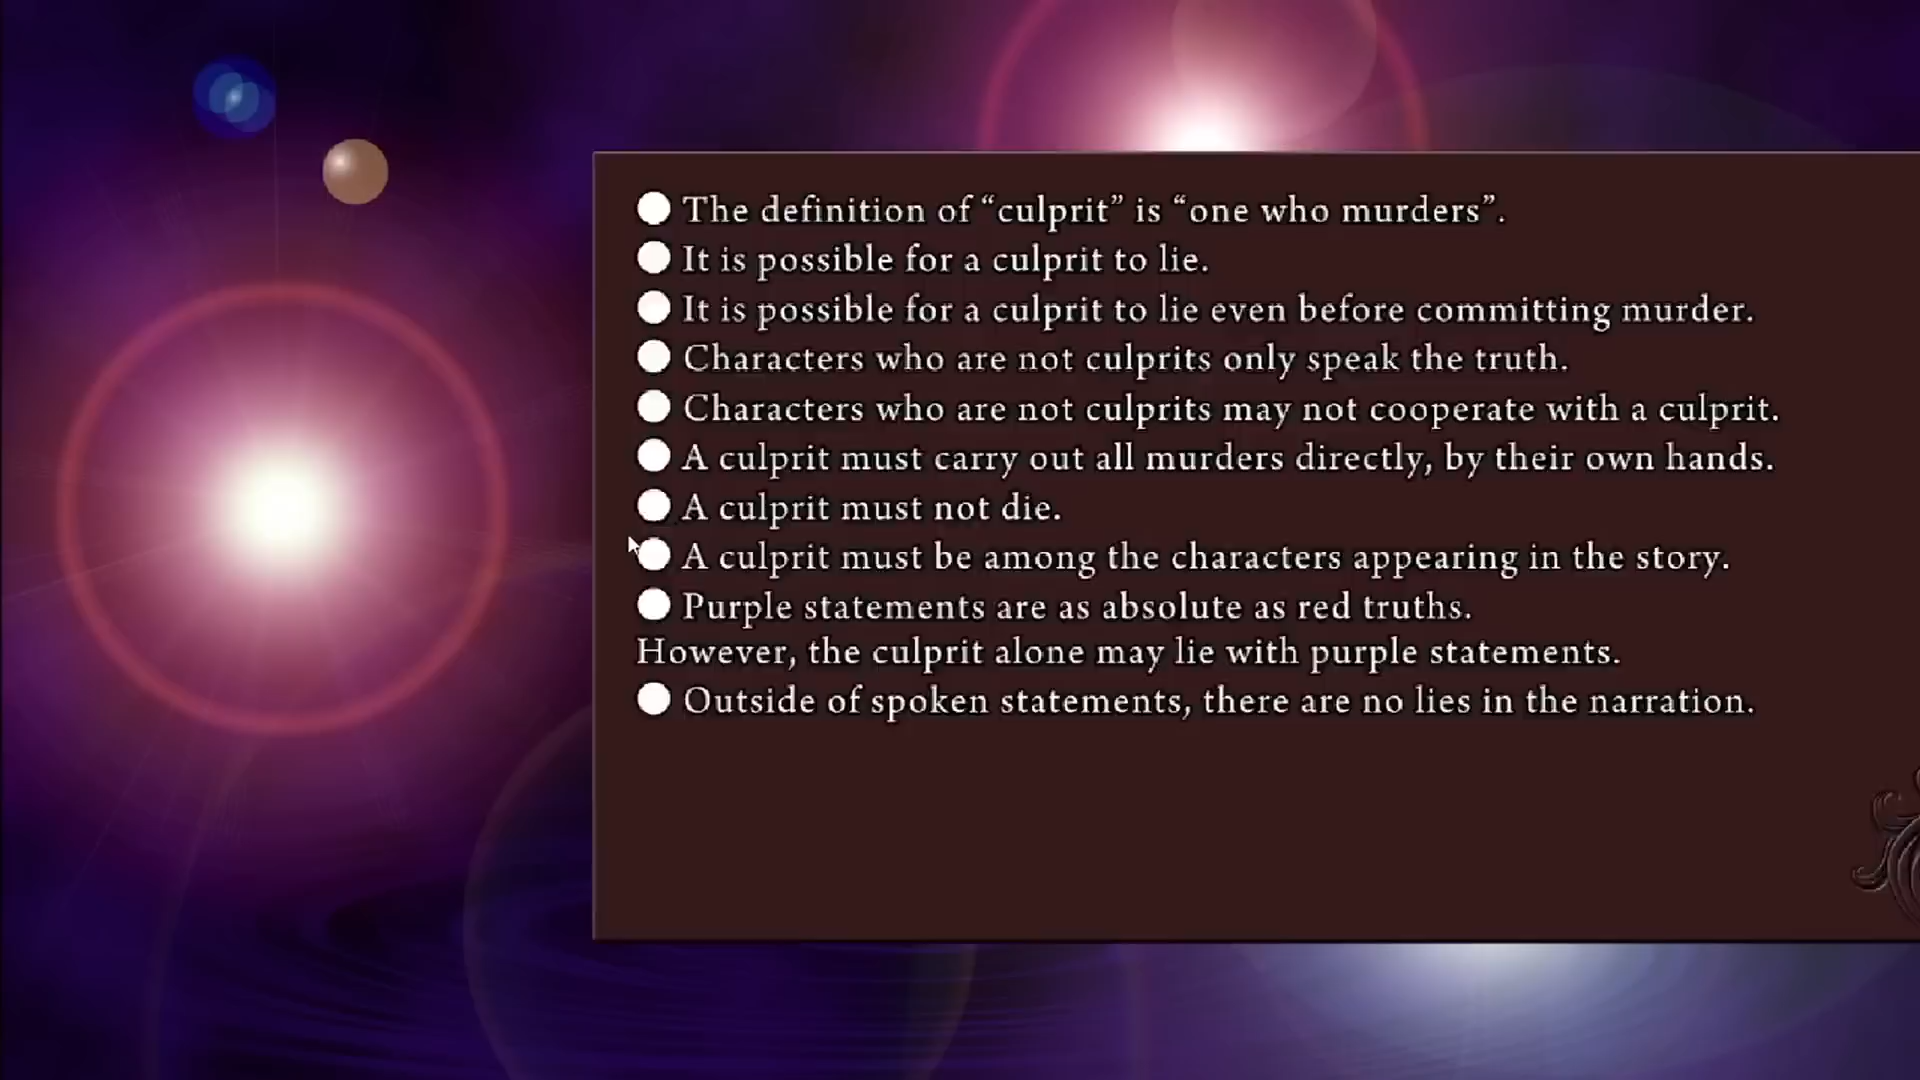 ● The definition of “culprit” is “one who murders”.
● It is possible for a culprit to lie.
● It is possible for a culprit to lie even before committing murder.
● Characters who are not culprits only speak the truth.
● Characters who are not culprits may not cooperate with a culprit.
● A culprit must carry out all murders directly, by their own hands.
● A culprit must not die.
● A culprit must be among the characters appearing in the story.
● Purple statements are as absolute as red truths.
However, the culprit alone may lie with purple statements.
● Outside of spoken statements, there are no lies in the narration.